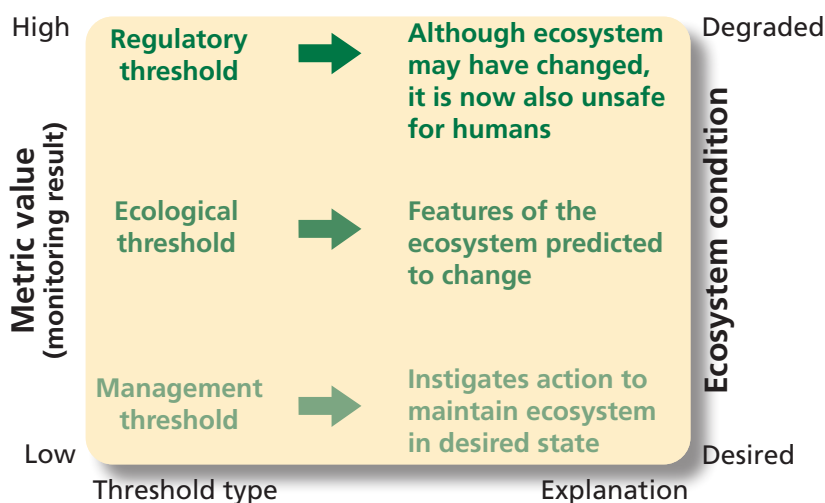 High
Degraded
Regulatory
threshold
Although ecosystem
may have changed,
it is now also unsafe
for humans
Metric value
(monitoring result)
Ecosystem condition
Ecological
threshold
Features of the
ecosystem predicted
to change
Management
threshold
Instigates action to
maintain ecosystem
in desired state
Low
Desired
Threshold type
Explanation